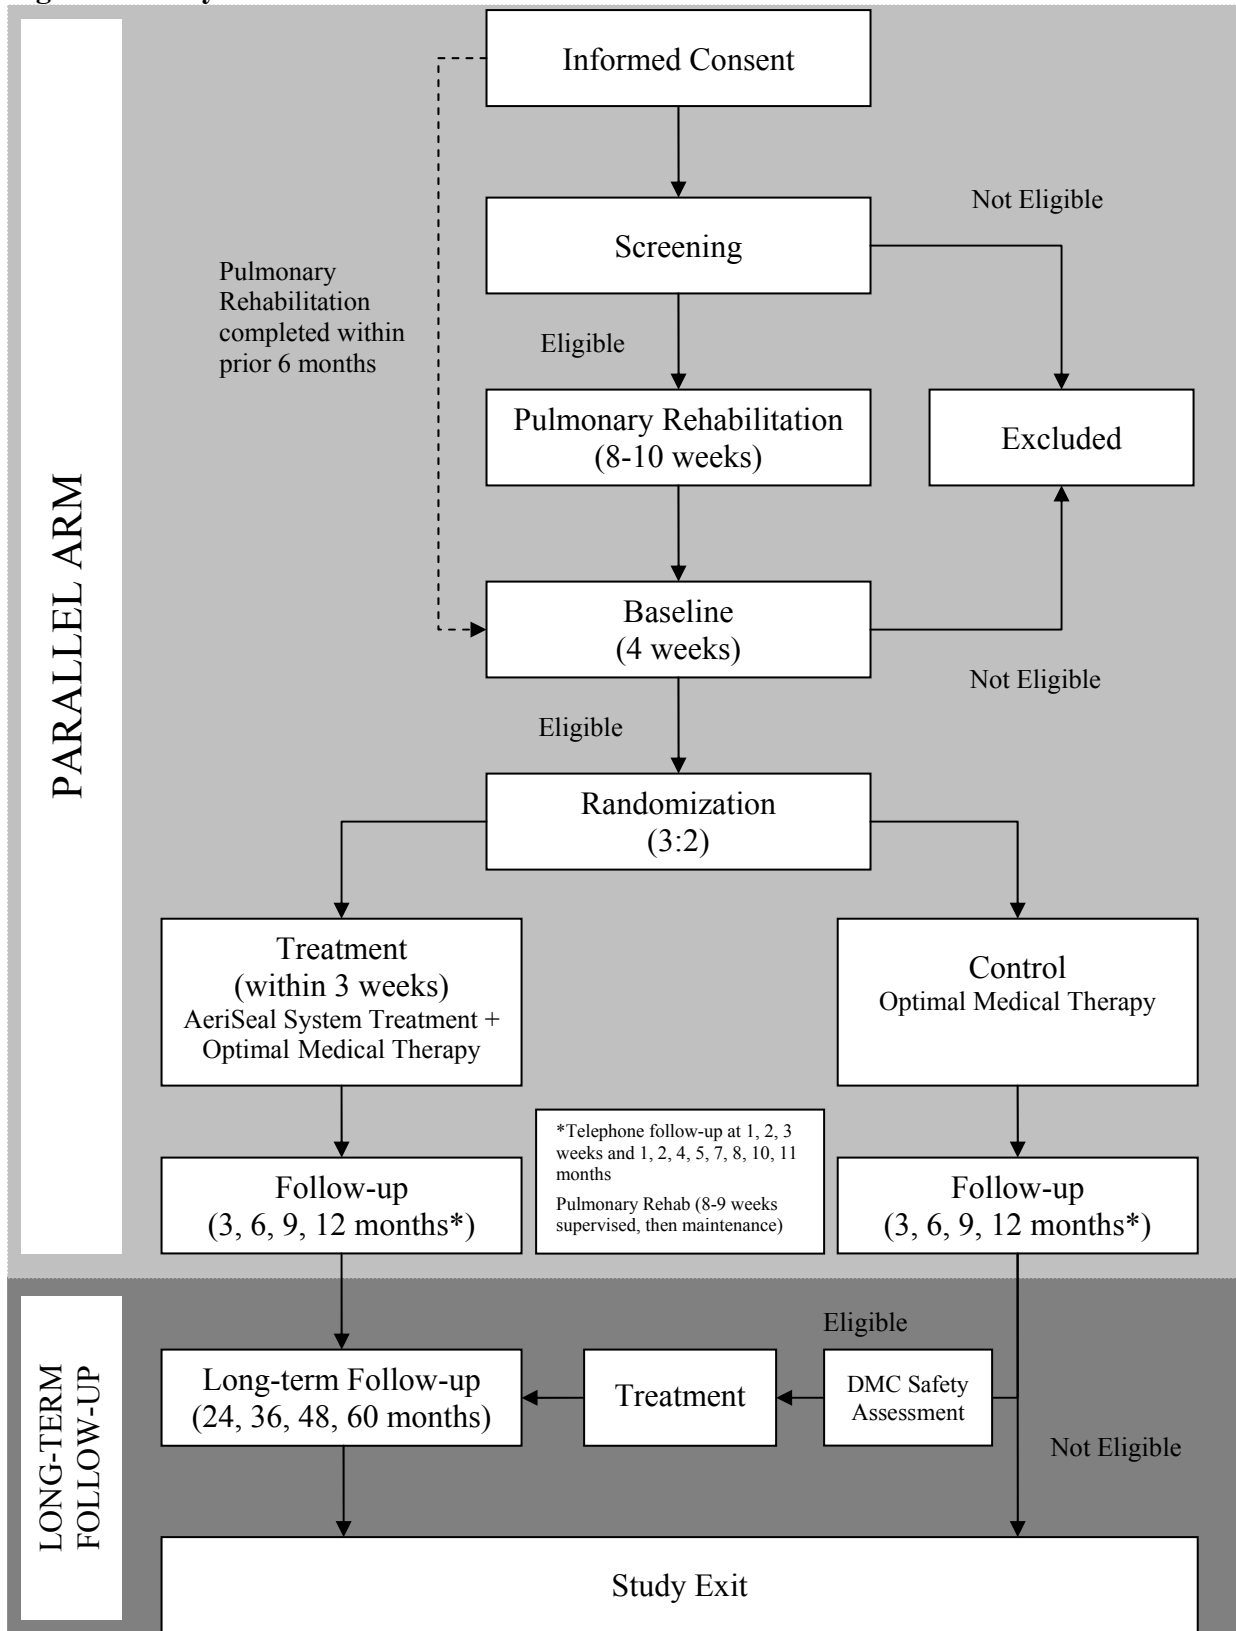 Informed Consent
Not Eligible
Screening
Pulmonary
Rehabilitation
completed within
prior 6 months
Eligible
Pulmonary Rehabilitation
(8-10 weeks)
Excluded
PARALLEL ARM
Baseline
(4 weeks)
Not Eligible
Eligible
Randomization
(3:2)
Treatment
(within 3 weeks)
AeriSeal System Treatment +
Optimal Medical Therapy
Control
Optimal Medical Therapy
*Telephone follow-up at 1, 2, 3
weeks and 1, 2, 4, 5, 7, 8, 10, 11
months
Pulmonary Rehab (8-9 weeks
supervised, then maintenance)
Follow-up
(3, 6, 9, 12 months*)
Follow-up
(3, 6, 9, 12 months*)
LONG-TERM
FOLLOW-UP
Eligible
Long-term Follow-up
(24, 36, 48, 60 months)
Treatment
DMC Safety
Assessment
Not Eligible
Study Exit